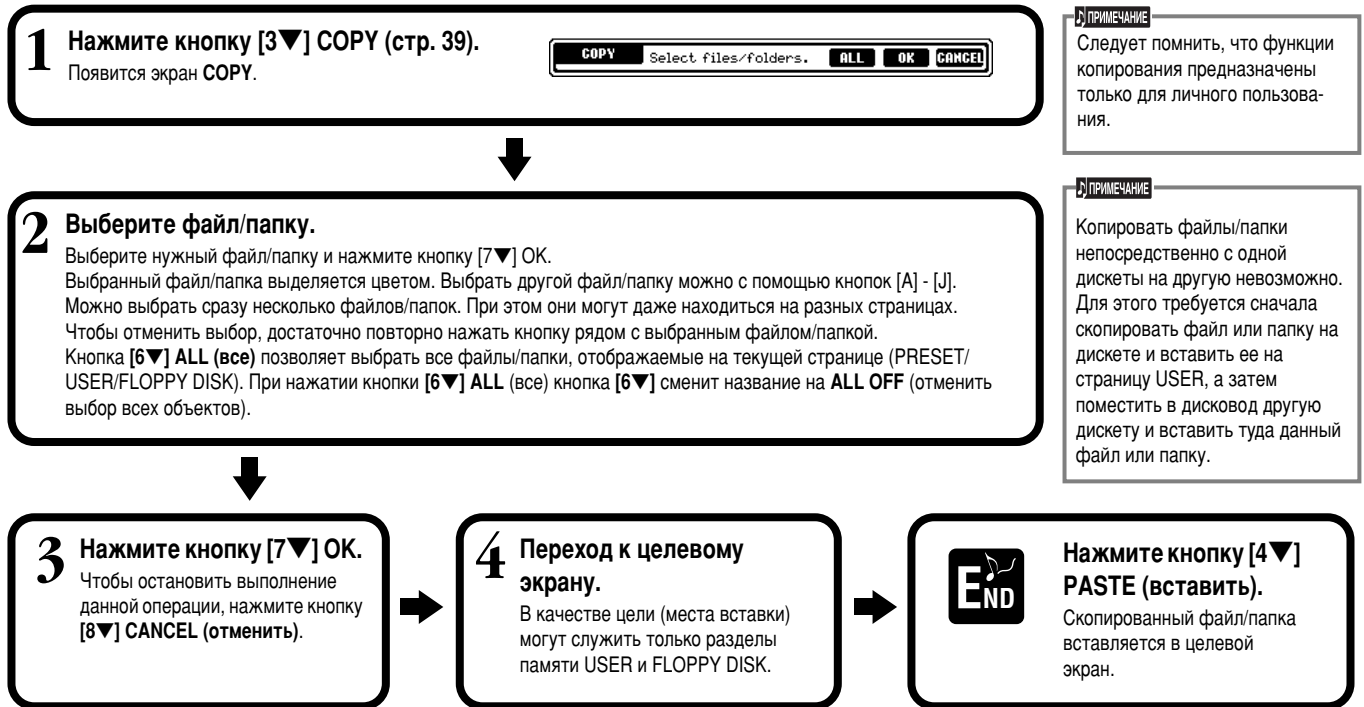 1 Нажмите кнопку [3▼] COPY (стр. 39).
Появится экран COPY.
COPY Select files/folders. ALL OK CANCEL
ПРИМЕЧАНИЕ
Следует помнить, что функции
копирования предназначены
только для личного пользова-
ния.
2 Выберите файл/папку.
Выберите нужный файл/папку и нажмите кнопку [7▼] OK.
Выбранный файл/папка выделяется цветом. Выбрать другой файл/папку можно с помощью кнопок [A] - [J].
Можно выбрать сразу несколько файлов/папок. При этом они могут даже находиться на разных страницах.
Чтобы отменить выбор, достаточно повторно нажать кнопку рядом с выбранным файлом/папкой.
Кнопка [6▼] ALL (все) позволяет выбрать все файлы/папки, отображаемые на текущей странице (PRESET/
USER/FLOPPY DISK). При нажатии кнопки [6▼] ALL (все) кнопка [6▼] сменит название на ALL OFF (отменить
выбор всех объектов).
ПРИМЕЧАНИЕ
Копировать файлы/папки
непосредственно с одной
дискеты на другую невозможно.
Для этого требуется сначала
скопировать файл или папку на
дискете и вставить ее на
страницу USER, а затем
поместить в дисковод другую
дискету и вставить туда данный
файл или папку.
3 Нажмите кнопку [7▼] OK.
Чтобы остановить выполнение
данной операции, нажмите кнопку
[8▼] CANCEL (отменить).
4 Переход к целевому
экрану.
В качестве цели (места вставки)
могут служить только разделы
памяти USER и FLOPPY DISK.
END
Нажмите кнопку [4▼]
PASTE (вставить).
Скопированный файл/папка
вставляется в целевой
экран.